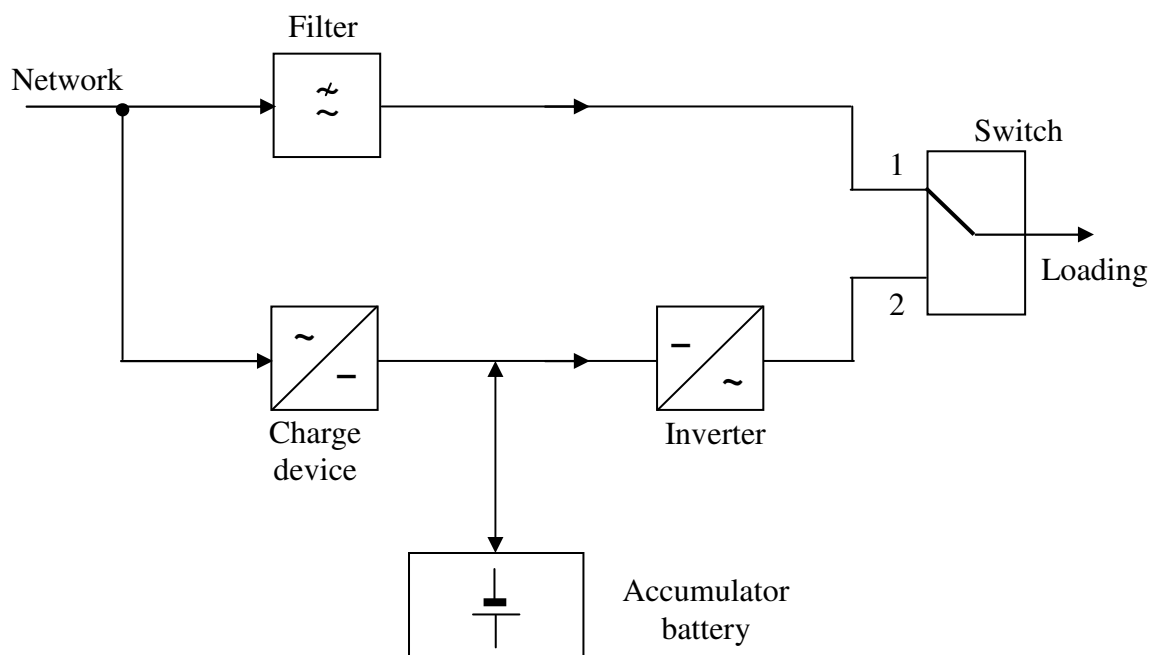 Filter
Network
Switch
1
Loading
2
Charge
device
Inverter
Accumulator
battery